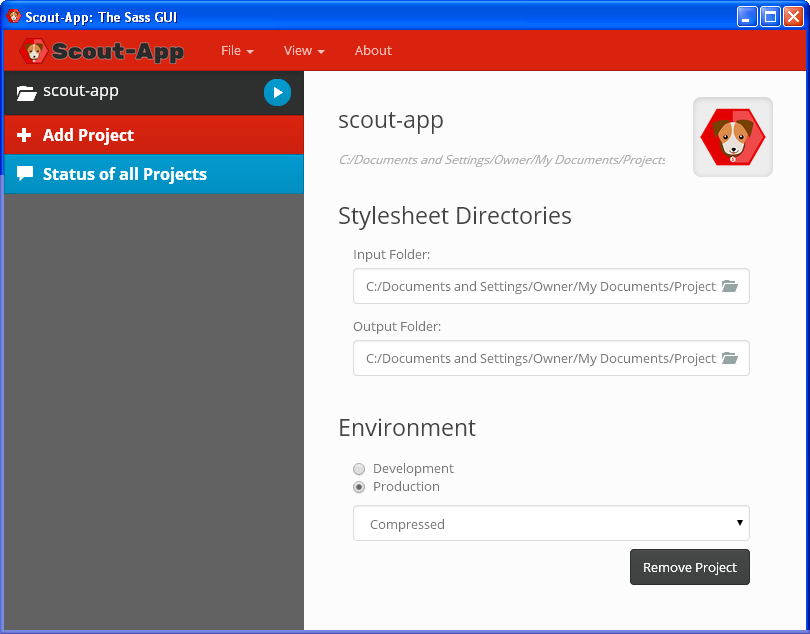 Scout-App: The Sass GUI
Scout-App File View About
scout-app
Add Project
Status of all Projects
scout-app
C:/Documents and Settings/Owner/My Documents/Projects
Stylesheet Directories
Input Folder:
C:/Documents and Settings/Owner/My Documents/Project
Output Folder:
C:/Documents and Settings/Owner/My Documents/Project
Environment
Development
Production
Compressed
Remove Project